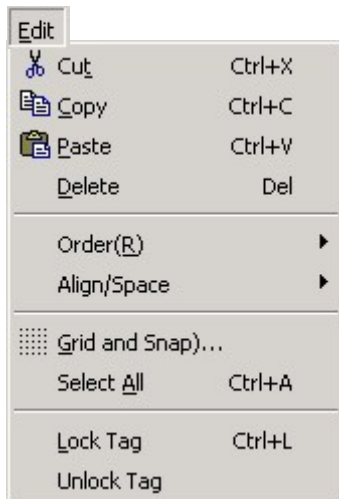 Edit
Cut Ctrl+X
Copy Ctrl+C
Paste Ctrl+V
Delete Del
Order(R)
Align/Space
Grid and Snap)...
Select All Ctrl+A
Lock Tag Ctrl+L
Unlock Tag